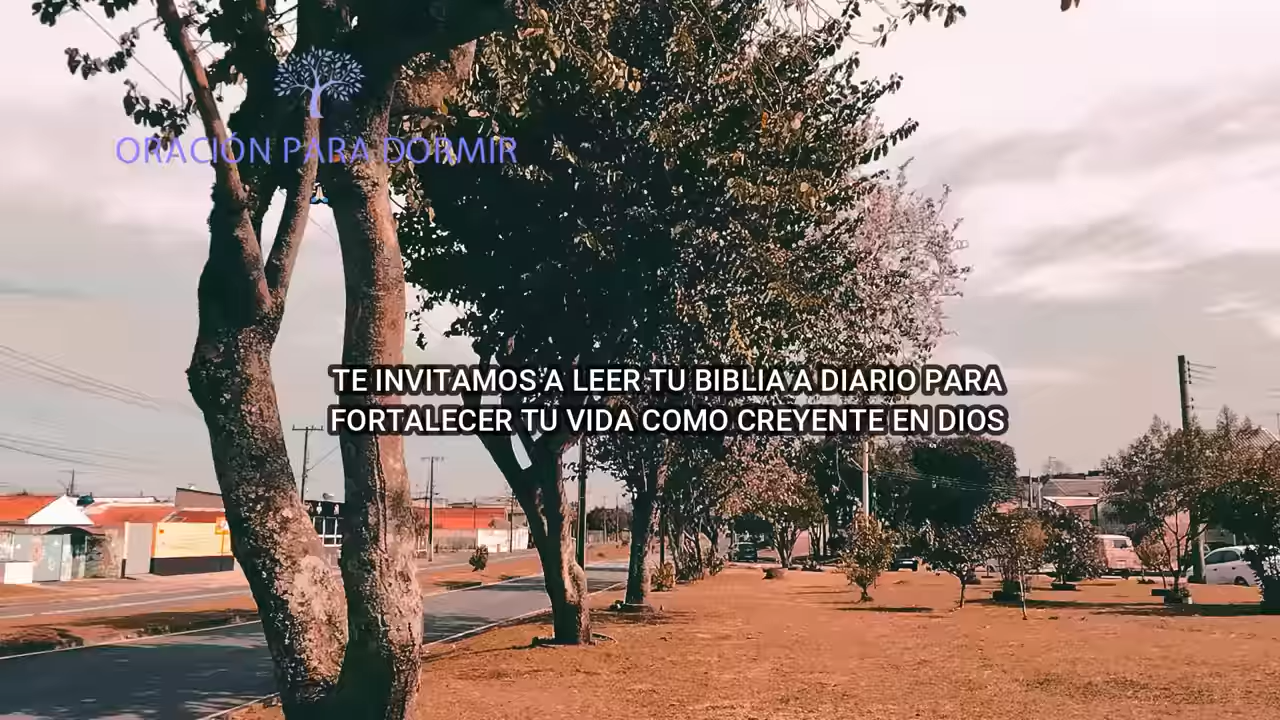 ORACIÓN PARA DORMIR
TE INVITAMOS A LEER TU BIBLIA A DIARIO PARA
FORTALECER TU VIDA COMO CREYENTE EN DIOS